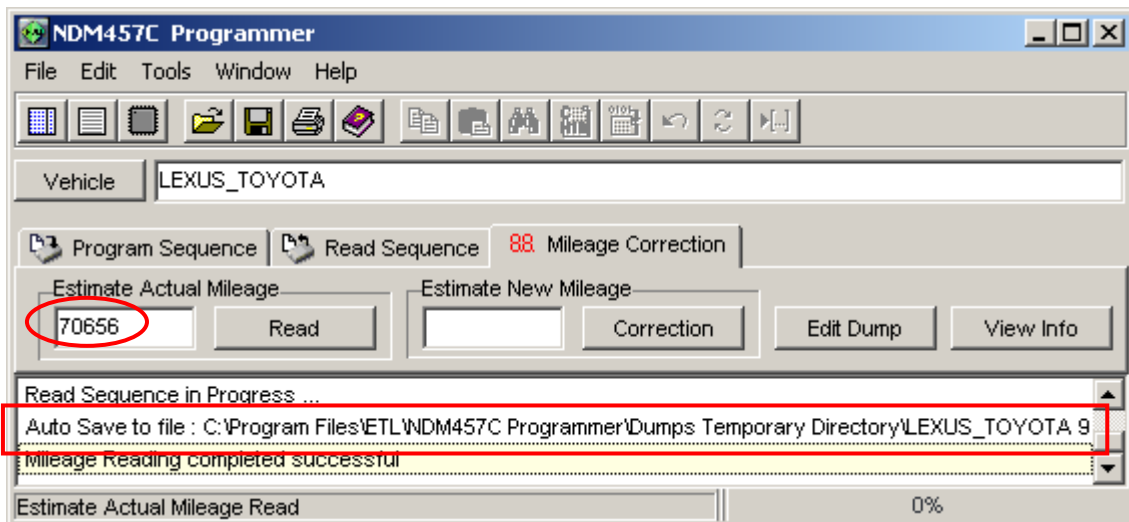 NDM457C Programmer
File Edit Tools Window Help
Vehicle LEXUS_TOYOTA
Program Sequence Read Sequence 88. Mileage Correction
Estimate Actual Mileage Estimate New Mileage
70656 Read Correction Edit Dump View Info
Read Sequence in Progress ...
Auto Save to file : C:\Program Files\ETL\NDM457C Programmer\Dumps Temporary Directory\LEXUS_TOYOTA 9
Mileage Reading completed successful
Estimate Actual Mileage Read 0%